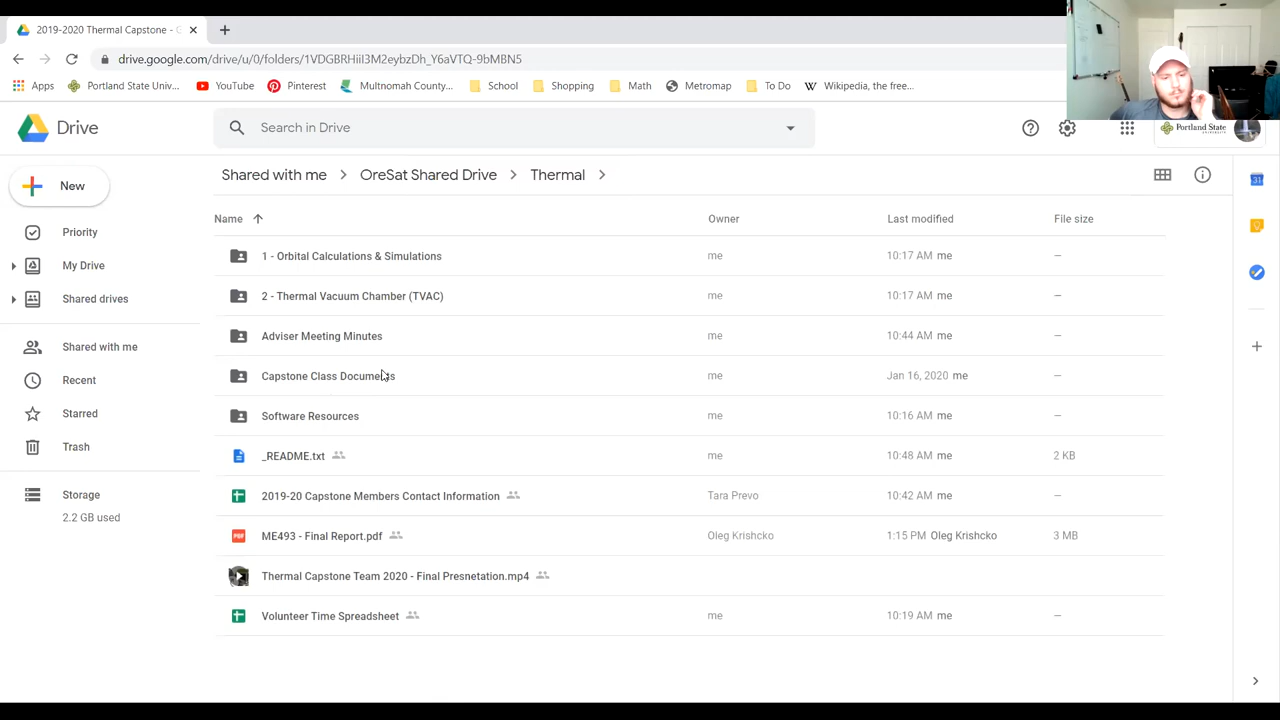 2019-2020 Thermal Capstone - G
drive.google.com/drive/u/0/folders/1VDGBRHiil3M2eybzDh_Y6aVTQ-9bMBN5
Apps Portland State Univ... YouTube Pinterest Multnomah County... School Shopping Math Metromap To Do Wikipedia, the free...
Drive
Search in Drive
Portland State
Shared with me OreSat Shared Drive Thermal
New
Name Owner Last modified File size
Priority
My Drive
Shared drives
Shared with me
Recent
Starred
Trash
Storage
2.2 GB used
1 - Orbital Calculations & Simulations me 10:17 AM me –
2 - Thermal Vacuum Chamber (TVAC) me 10:17 AM me –
Adviser Meeting Minutes me 10:44 AM me –
Capstone Class Documents me Jan 16, 2020 me –
Software Resources me 10:16 AM me –
_README.txt me 10:48 AM me 2 KB
2019-20 Capstone Members Contact Information Tara Prevo 10:42 AM me –
PDF ME493 - Final Report.pdf Oleg Krishcko 1:15 PM Oleg Krishcko 3 MB
Thermal Capstone Team 2020 - Final Presnetation.mp4
Volunteer Time Spreadsheet me 10:19 AM me –
31